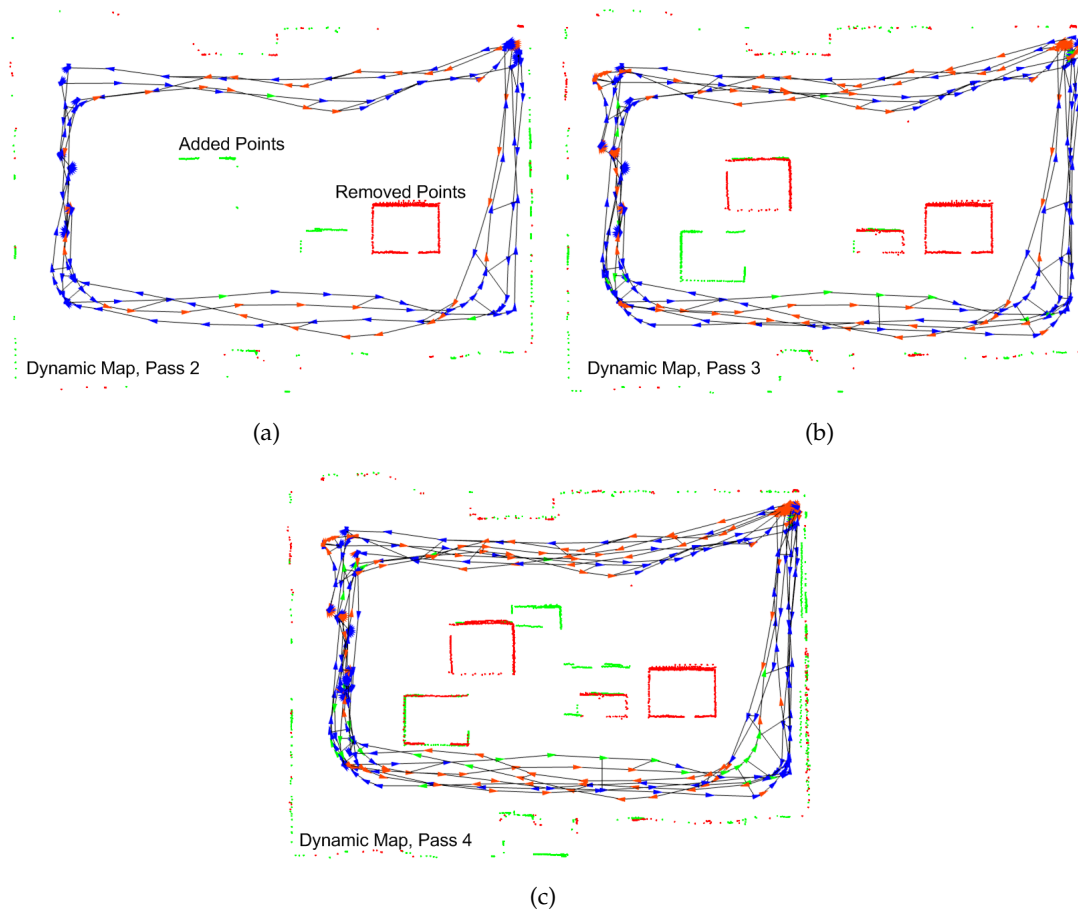 Added Points
Removed Points
Dynamic Map, Pass 2
(a)
Dynamic Map, Pass 3
(b)
Dynamic Map, Pass 4
(c)